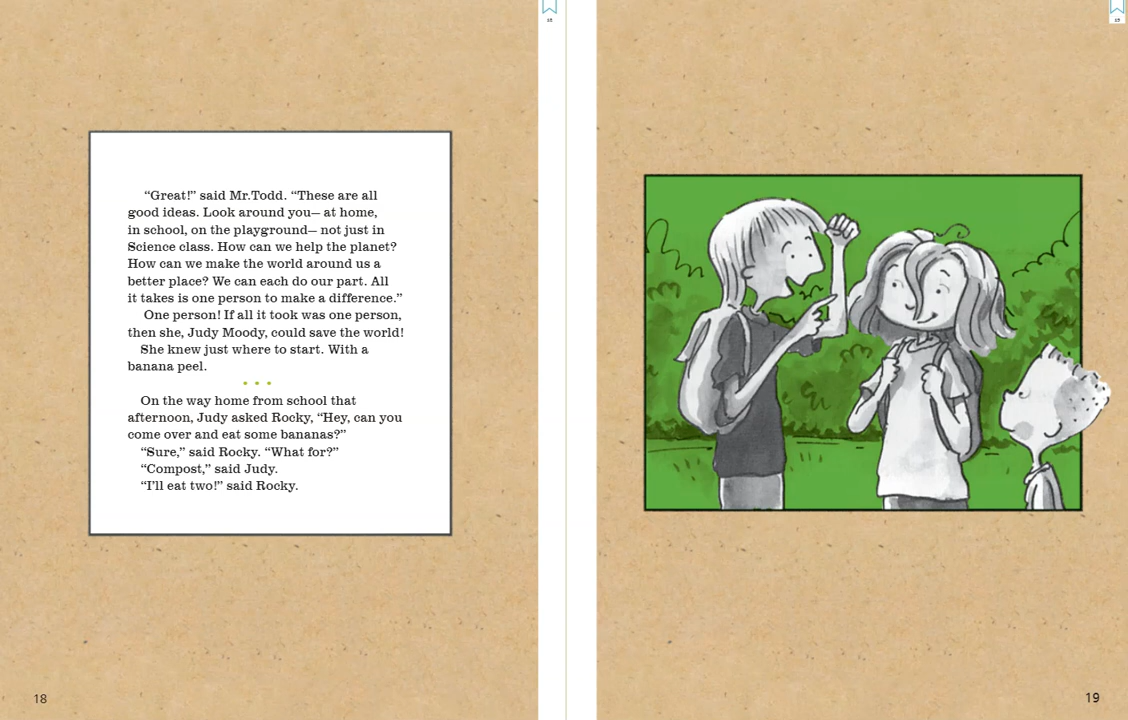 18
“Great!” said Mr.Todd. “These are all
good ideas. Look around you— at home,
in school, on the playground— not just in
Science class. How can we help the planet?
How can we make the world around us a
better place? We can each do our part. All
it takes is one person to make a difference.”
One person! If all it took was one person,
then she, Judy Moody, could save the world!
She knew just where to start. With a
banana peel.
• • •
On the way home from school that
afternoon, Judy asked Rocky, “Hey, can you
come over and eat some bananas?”
“Sure,” said Rocky. “What for?”
“Compost,” said Judy.
“I’ll eat two!” said Rocky.
18
19
19